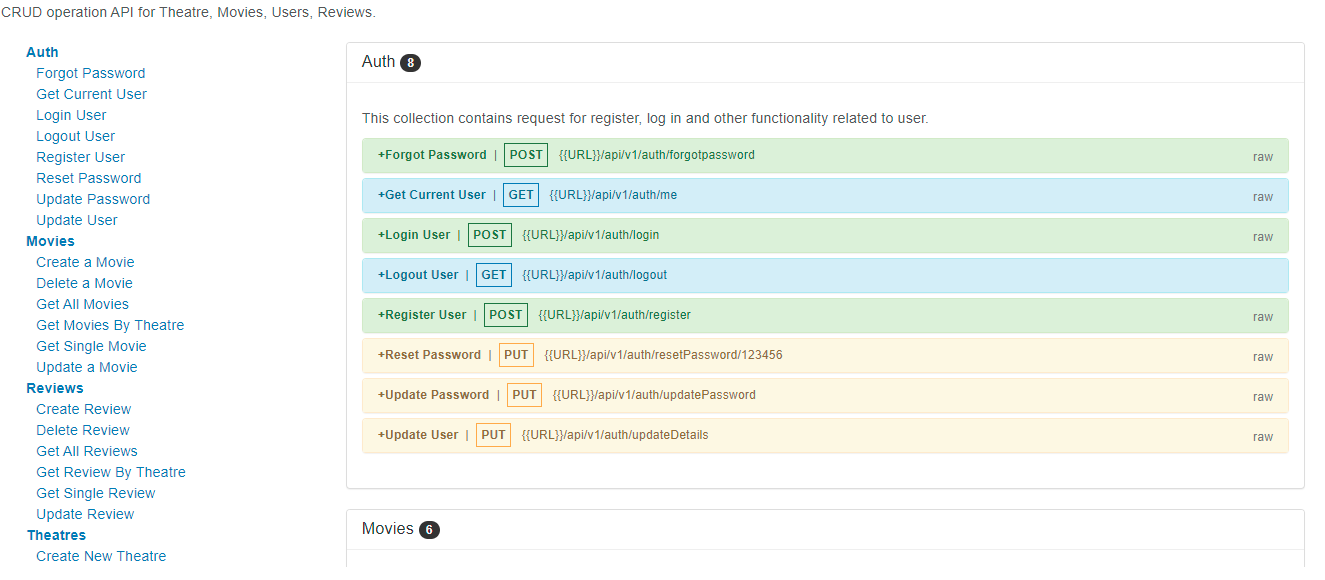 CRUD operation API for Theatre, Movies, Users, Reviews.
Auth
Forgot Password
Get Current User
Login User
Logout User
Register User
Reset Password
Update Password
Update User
Movies
Create a Movie
Delete a Movie
Get All Movies
Get Movies By Theatre
Get Single Movie
Update a Movie
Reviews
Create Review
Delete Review
Get All Reviews
Get Review By Theatre
Get Single Review
Update Review
Theatres
Create New Theatre
Auth 8
This collection contains request for register, log in and other functionality related to user.
+Forgot Password | POST {{URL}}/api/v1/auth/forgotpassword raw
+Get Current User | GET {{URL}}/api/v1/auth/me raw
+Login User | POST {{URL}}/api/v1/auth/login raw
+Logout User | GET {{URL}}/api/v1/auth/logout raw
+Register User | POST {{URL}}/api/v1/auth/register raw
+Reset Password | PUT {{URL}}/api/v1/auth/resetPassword/123456 raw
+Update Password | PUT {{URL}}/api/v1/auth/updatePassword raw
+Update User | PUT {{URL}}/api/v1/auth/updateDetails raw
Movies 6